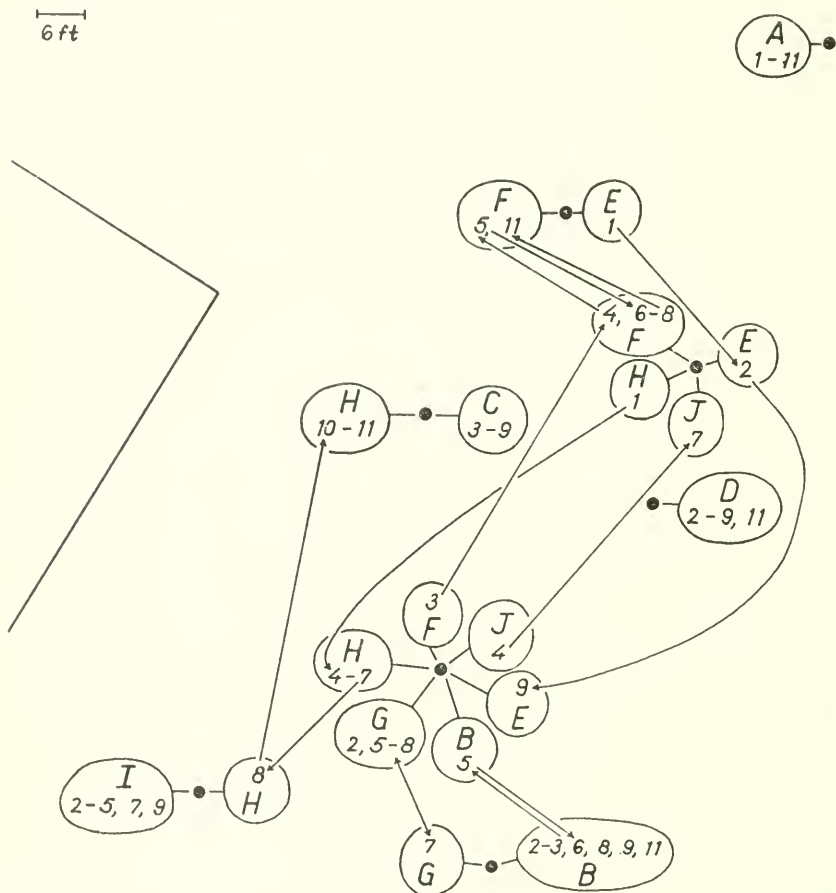 6 ft
A
1-11
F
5, 11
E
1
4, 6-8
F
E
2
H
1
J
7
H
10-11
C
3-9
D
2-9, 11
3
F
J
4
H
4-7
9
E
G
2, 5-8
B
5
I
2-5, 7, 9
8
H
7
G
2-3, 6, 8, 9, 11
B